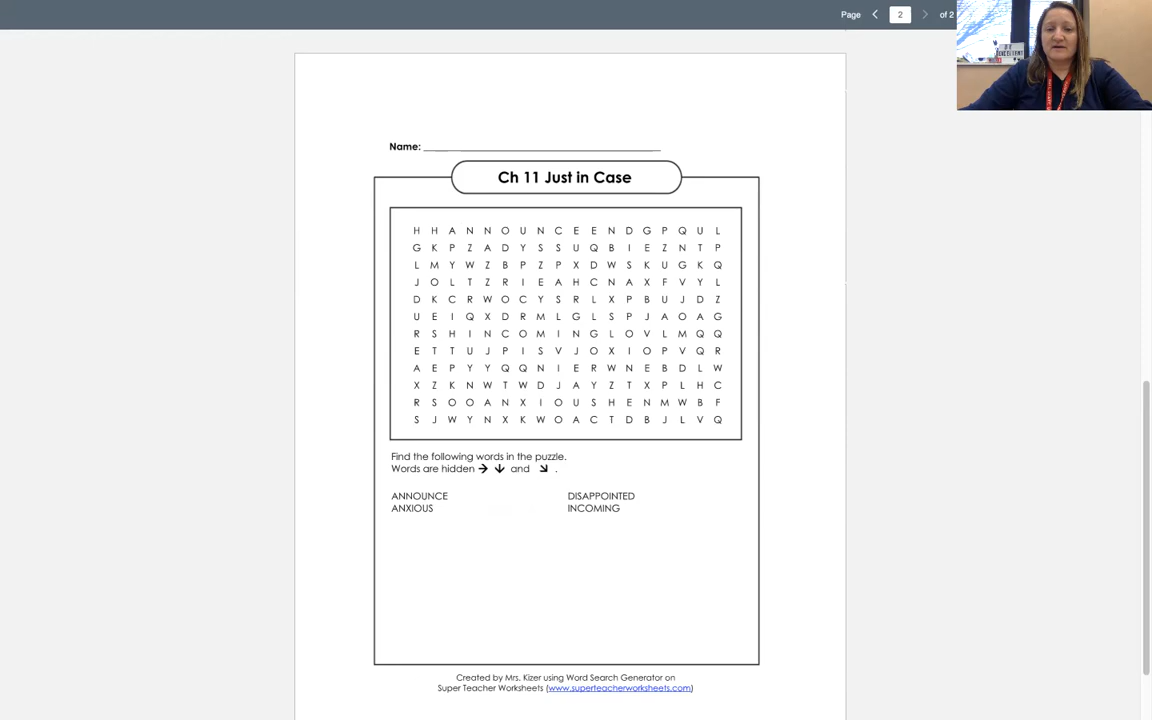 Page 2 of 2
Name:
Ch 11 Just in Case
H H A N N O U N C E E N D G P Q U L
G K P Z A D Y S S U Q B I E Z N T P
L M Y W Z B P Z P X D W S K U G K Q
J O L T Z R I E A H C N A X F V Y L
D K C R W O C Y S R L X P B U J D Z
U E I Q X D R M L G L S P J A O A G
R S H I N C O M I N G L O V L M Q Q
E T T U J P I S V J O X I O P V Q R
A E P Y Y Q Q N I E R W N E B D L W
X Z K N W T W D J A Y Z T X P L H C
R S O O A N X I O U S H E N M W B F
S J W Y N X K W O A C T D B J L V Q
Find the following words in the puzzle.
Words are hidden → ↓ and ↘ .
ANNOUNCE DISAPPOINTED
ANXIOUS INCOMING
Created by Mrs. Kizer using Word Search Generator on
Super Teacher Worksheets (www.superteacherworksheets.com)